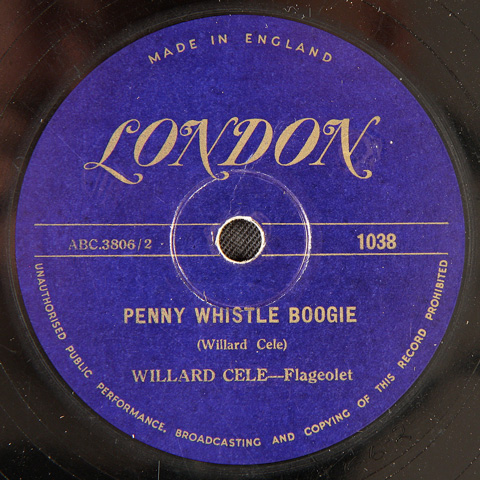 MADE IN ENGLAND
LONDON
ABC.3806/2
1038
PENNY WHISTLE BOOGIE
(Willard Cele)
WILLARD CELE—Flageolet
UNAUTHORISED PUBLIC PERFORMANCE, BROADCASTING AND COPYING OF THIS RECORD PROHIBITED